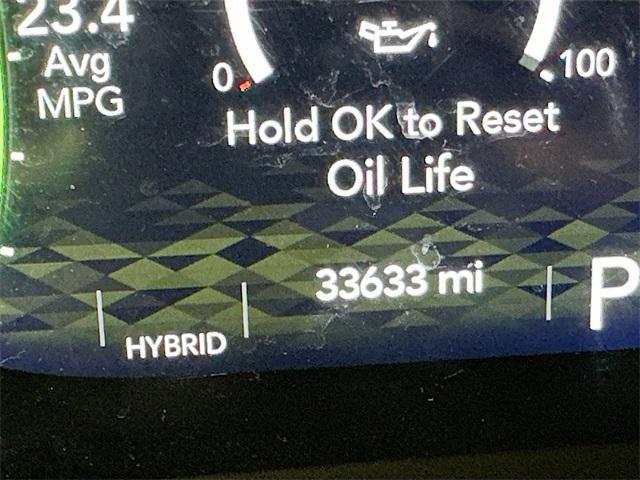 23.4
Avg
MPG
0
100
Hold OK to Reset
Oil Life
33633 mi
P
HYBRID